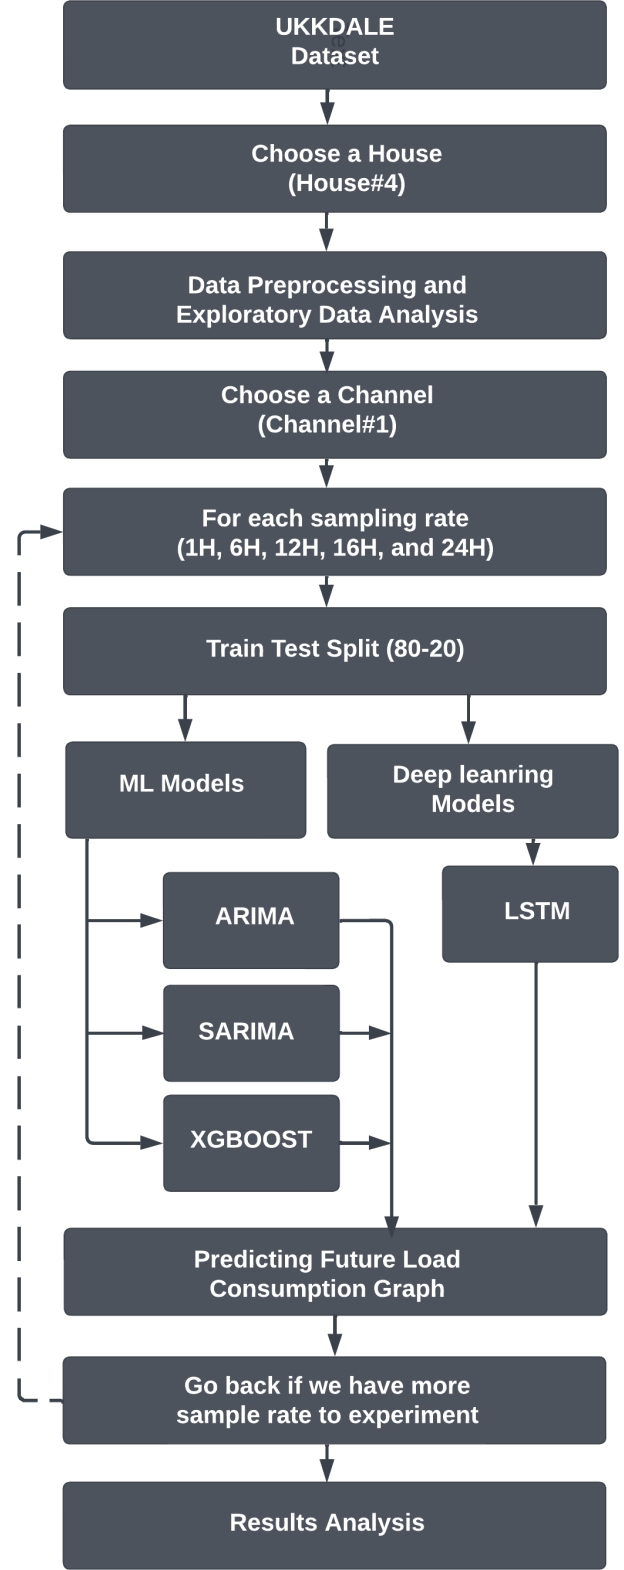 UKKDALE
Dataset
Choose a House
(House#4)
Data Preprocessing and
Exploratory Data Analysis
Choose a Channel
(Channel#1)
For each sampling rate
(1H, 6H, 12H, 16H, and 24H)
Train Test Split (80-20)
ML Models
Deep leanring
Models
ARIMA
LSTM
SARIMA
XGBOOST
Predicting Future Load
Consumption Graph
Go back if we have more
sample rate to experiment
Results Analysis